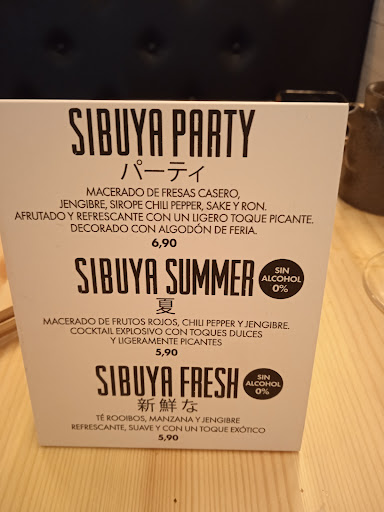 SIBUYA PARTY
パーティ
MACERADO DE FRESAS CASERO,
JENGIBRE, SIROPE CHILI PEPPER, SAKE Y RON.
AFRUTADO Y REFRESCANTE CON UN LIGERO TOQUE PICANTE.
DECORADO CON ALGODÓN DE FERIA.
6,90
SIBUYA SUMMER
SIN
ALCOHOL
0%
夏
MACERADO DE FRUTOS ROJOS, CHILI PEPPER Y JENGIBRE.
COCKTAIL EXPLOSIVO CON TOQUES DULCES
Y LIGERAMENTE PICANTES
5,90
SIBUYA FRESH
SIN
ALCOHOL
0%
新鮮な
TÉ ROOIBOS, MANZANA Y JENGIBRE
REFRESCANTE, SUAVE Y CON UN TOQUE EXÓTICO
5,90